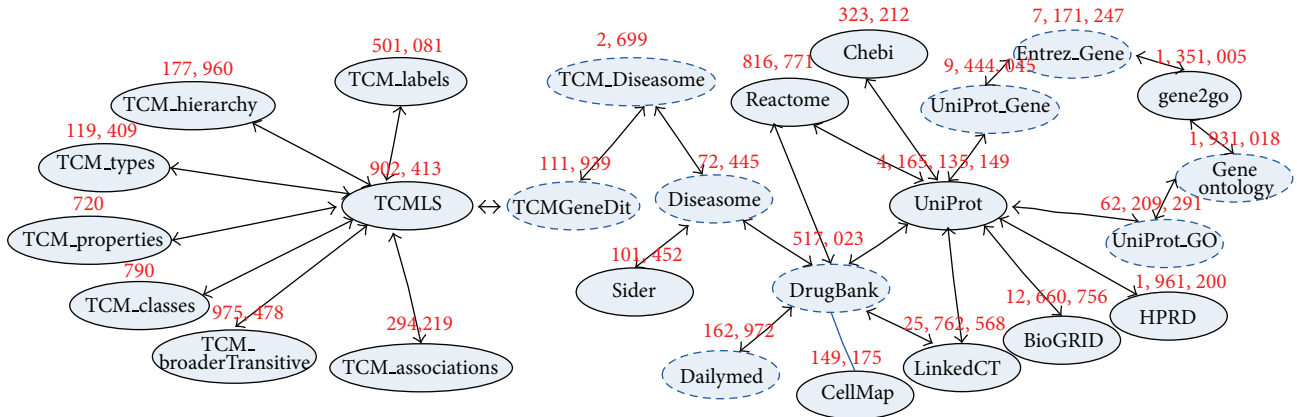 501, 081
TCM_labels
177, 960
TCM_hierarchy
119, 409
TCM_types
720
TCM_properties
790
TCM_classes
975, 478
TCM_
broaderTransitive
294,219
TCM_associations
902, 413
TCMLS
2, 699
TCM_Diseasome
111, 939
TCMGeneDit
72, 445
Diseasome
101, 452
Sider
816, 771
Reactome
323, 212
Chebi
9, 444, 045
UniProt_Gene
7, 171, 247
Entrez_Gene
1, 351, 005
gene2go
1, 931, 018
Gene
ontology
4, 165, 135, 149
UniProt
62, 209, 291
UniProt_GO
517, 023
DrugBank
162, 972
Dailymed
149, 175
CellMap
25, 762, 568
LinkedCT
12, 660, 756
BioGRID
1, 961, 200
HPRD